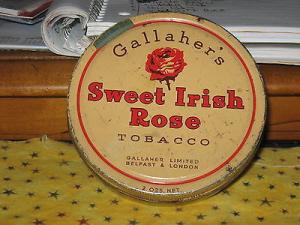 Gallaher's
Sweet Irish
Rose
TOBACCO
GALLAHER LIMITED
BELFAST & LONDON
2 OZS. NET